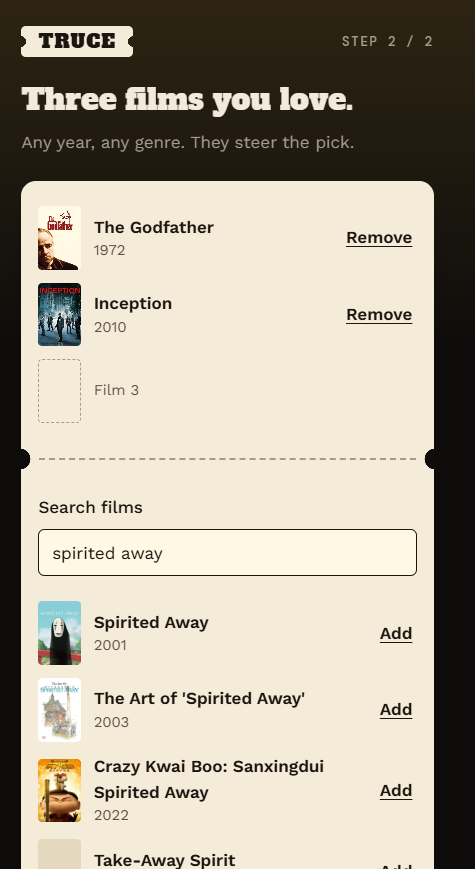 TRUCE
STEP 2 / 2
Three films you love.
Any year, any genre. They steer the pick.
The Godfather
1972
Remove
INCEPTION
Inception
2010
Remove
Film 3
Search films
spirited away
Spirited Away
2001
Add
The Art of 'Spirited Away'
2003
Add
Crazy Kwai Boo: Sanxingdui
Spirited Away
2022
Add
Take-Away Spirit
Add